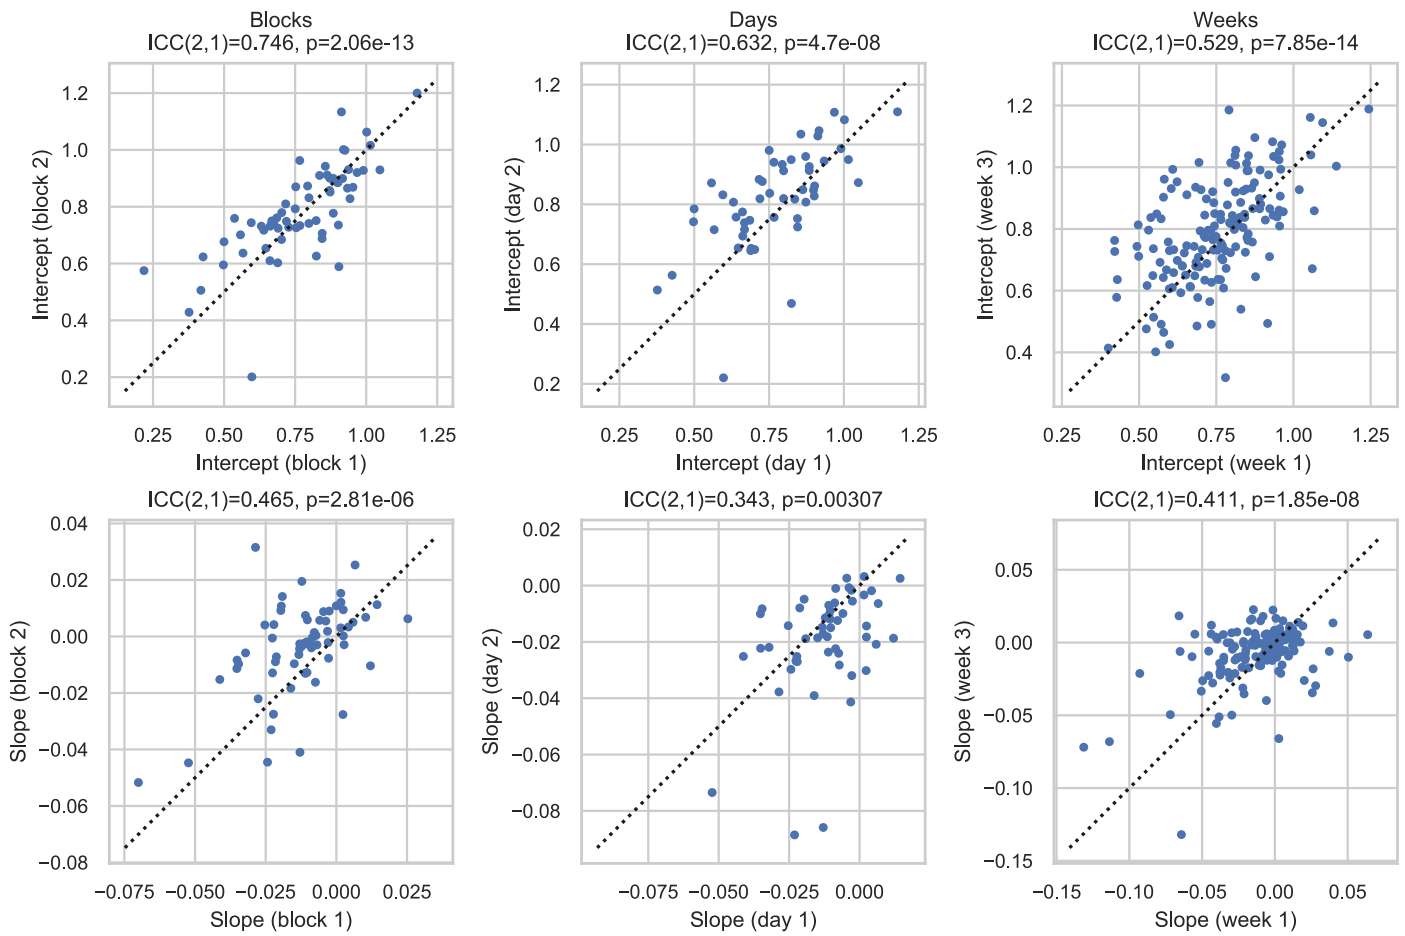 Blocks
ICC(2,1)=0.746, p=2.06e-13
Days
ICC(2,1)=0.632, p=4.7e-08
Weeks
ICC(2,1)=0.529, p=7.85e-14
Intercept (block 2)
1.2
1.0
0.8
0.6
0.4
0.2
0.25 0.50 0.75 1.00 1.25
Intercept (block 1)
Intercept (day 2)
1.2
1.0
0.8
0.6
0.4
0.2
0.25 0.50 0.75 1.00 1.25
Intercept (day 1)
Intercept (week 3)
1.2
1.0
0.8
0.6
0.4
0.25 0.50 0.75 1.00 1.25
Intercept (week 1)
ICC(2,1)=0.465, p=2.81e-06
ICC(2,1)=0.343, p=0.00307
ICC(2,1)=0.411, p=1.85e-08
Slope (block 2)
0.04
0.02
0.00
−0.02
−0.04
−0.06
−0.08
−0.075 −0.050 −0.025 0.000 0.025
Slope (block 1)
Slope (day 2)
0.02
0.00
−0.02
−0.04
−0.06
−0.08
−0.075 −0.050 −0.025 0.000
Slope (day 1)
Slope (week 3)
0.05
0.00
−0.05
−0.10
−0.15
−0.15 −0.10 −0.05 0.00 0.05
Slope (week 1)